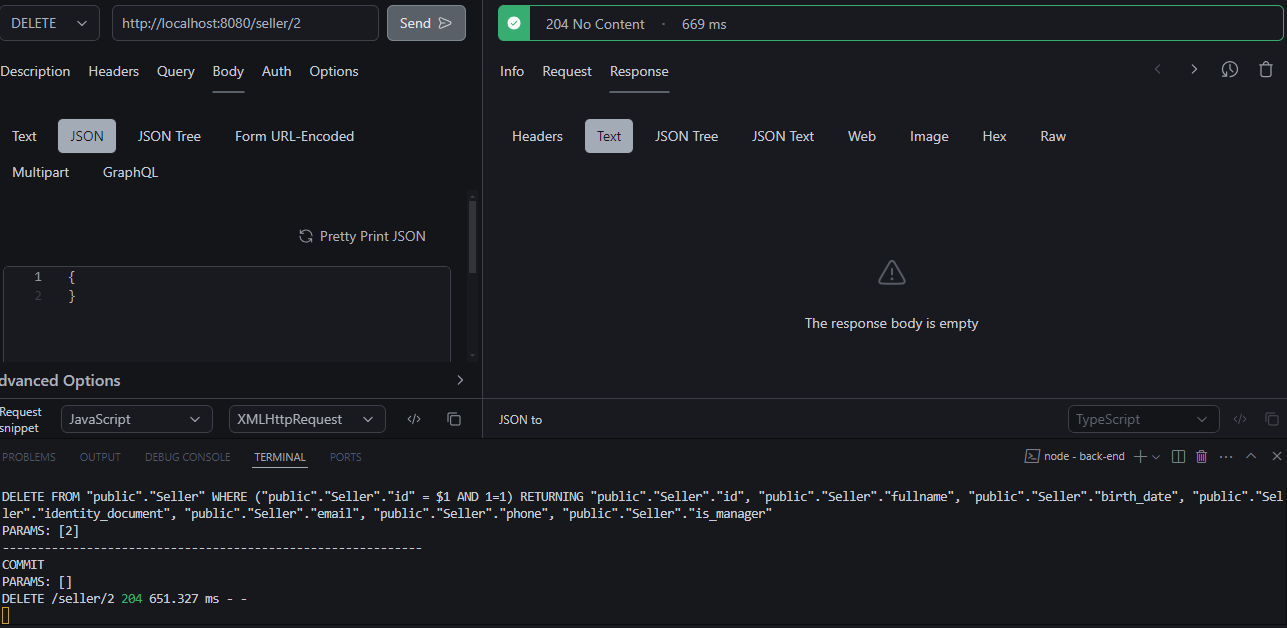 DELETE
http://localhost:8080/seller/2
Send
204 No Content · 669 ms
Description Headers Query Body Auth Options
Info Request Response
Text JSON JSON Tree Form URL-Encoded
Multipart GraphQL
Headers Text JSON Tree JSON Text Web Image Hex Raw
Pretty Print JSON
1 {
2 }
The response body is empty
dvanced Options
Request
snippet
JavaScript
XMLHttpRequest
JSON to
TypeScript
PROBLEMS OUTPUT DEBUG CONSOLE TERMINAL PORTS
node - back-end
DELETE FROM "public"."Seller" WHERE ("public"."Seller"."id" = $1 AND 1=1) RETURNING "public"."Seller"."id", "public"."Seller"."fullname", "public"."Seller"."birth_date", "public"."Sel
ler"."identity_document", "public"."Seller"."email", "public"."Seller"."phone", "public"."Seller"."is_manager"
PARAMS: [2]
------------------------------------------------------------
COMMIT
PARAMS: []
DELETE /seller/2 204 651.327 ms - -